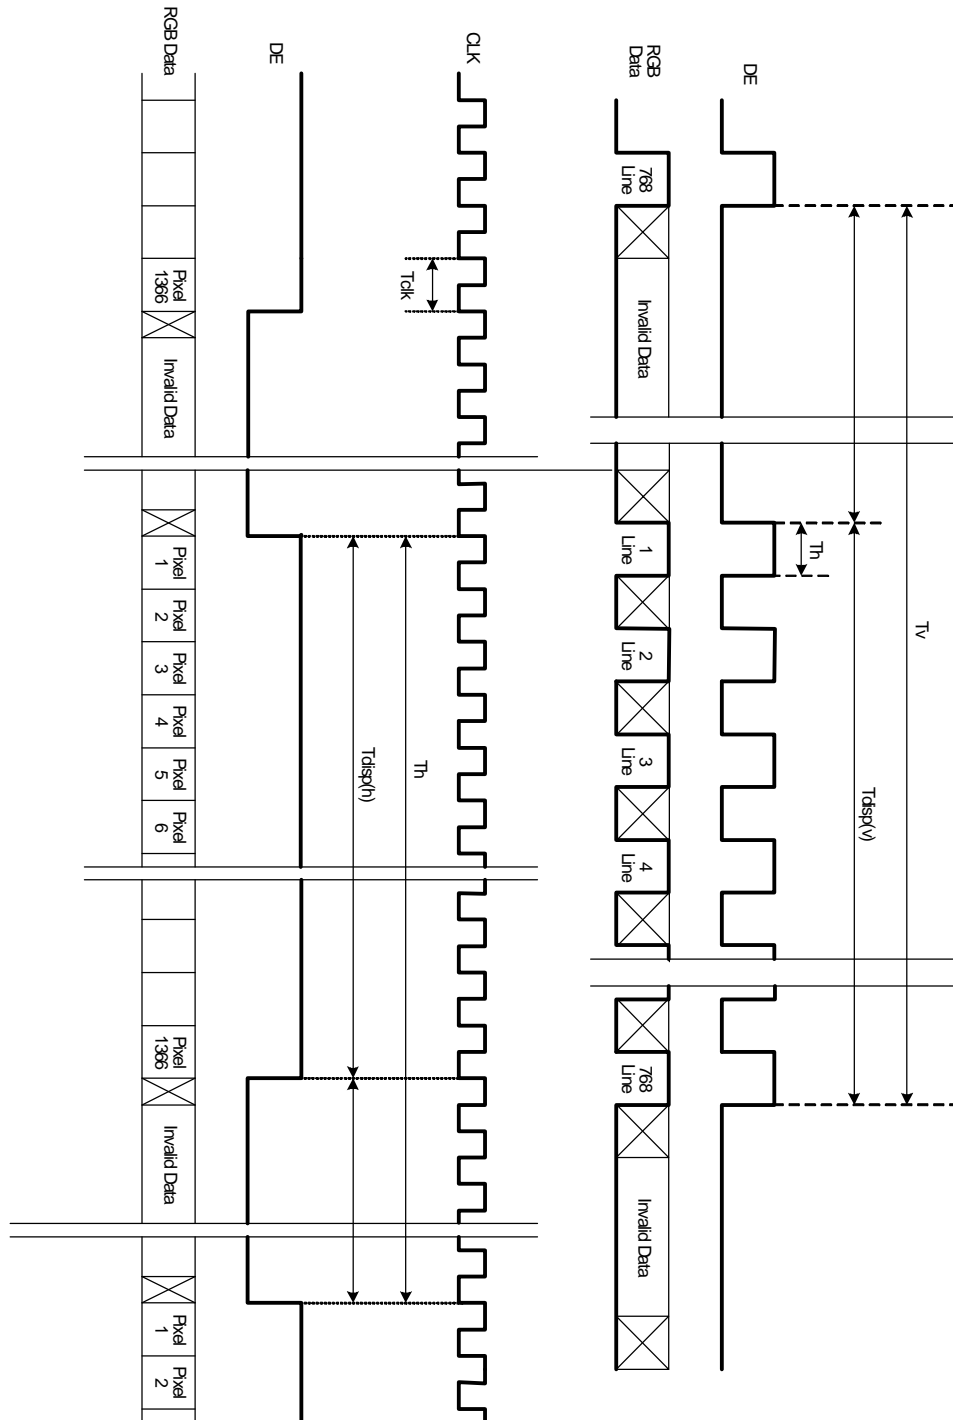 DE
Tv
Tdisp(v)
Th
RGB
Data
768
Line
Invalid Data
1
Line
2
Line
3
Line
4
Line
768
Line
Invalid Data
CLK
Tclk
Th
DE
Tdisp(h)
RGB Data
Pixel
1366
Invalid Data
Pixel
1
Pixel
2
Pixel
3
Pixel
4
Pixel
5
Pixel
6
Pixel
1366
Invalid Data
Pixel
1
Pixel
2